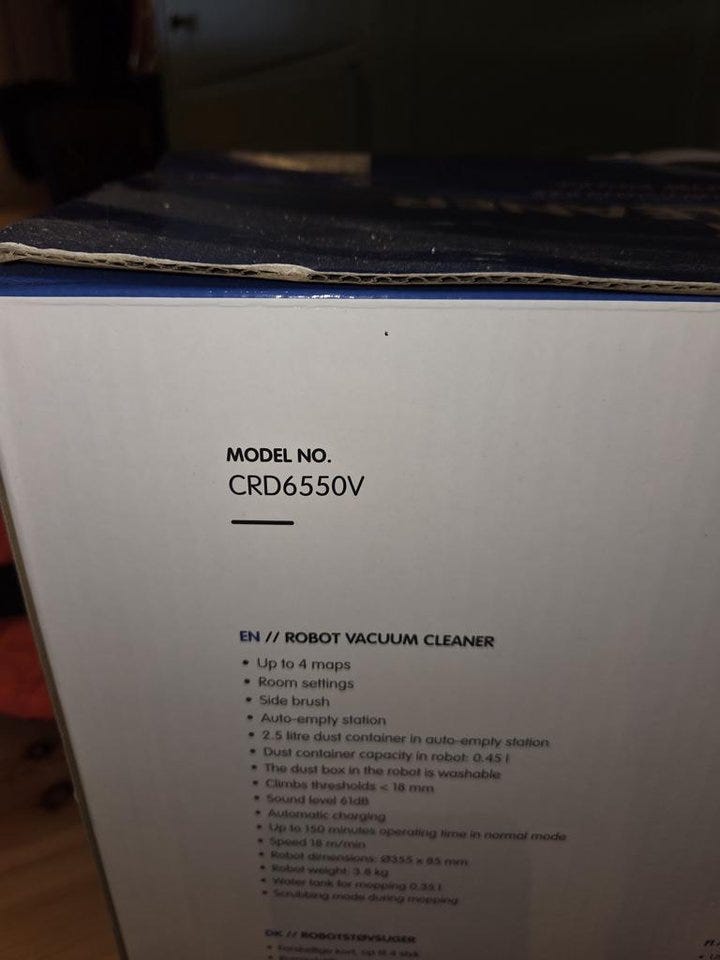 MODEL NO.
CRD6550V
EN // ROBOT VACUUM CLEANER
• Up to 4 maps
• Room settings
• Side brush
• Auto-empty station
• 2.5 litre dust container in auto-empty station
• Dust container capacity in robot: 0.45 l
• The dust box in the robot is washable
• Climbs thresholds < 18 mm
• Sound level 61dB
• Automatic charging
• Up to 150 minutes operating time in normal mode
• Speed 18 m/min
• Robot dimensions: Ø355 x 95 mm
• Robot weight: 3.8 kg
• Water tank for mopping 0.35 l
• Scrubbing mode during mopping
DK // ROBOTSTØVSUGER